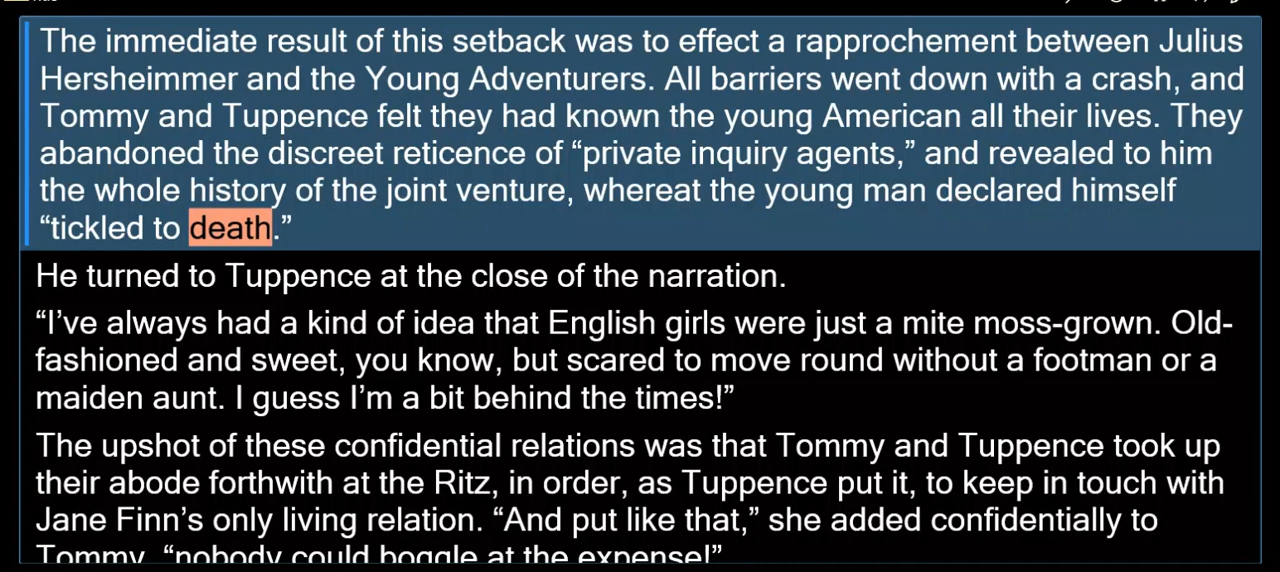 The immediate result of this setback was to effect a rapprochement between Julius
Hersheimmer and the Young Adventurers. All barriers went down with a crash, and
Tommy and Tuppence felt they had known the young American all their lives. They
abandoned the discreet reticence of “private inquiry agents,” and revealed to him
the whole history of the joint venture, whereat the young man declared himself
“tickled to death.”
He turned to Tuppence at the close of the narration.
“I’ve always had a kind of idea that English girls were just a mite moss-grown. Old-
fashioned and sweet, you know, but scared to move round without a footman or a
maiden aunt. I guess I’m a bit behind the times!”
The upshot of these confidential relations was that Tommy and Tuppence took up
their abode forthwith at the Ritz, in order, as Tuppence put it, to keep in touch with
Jane Finn’s only living relation. “And put like that,” she added confidentially to
Tommy, “nobody could boggle at the expense!”